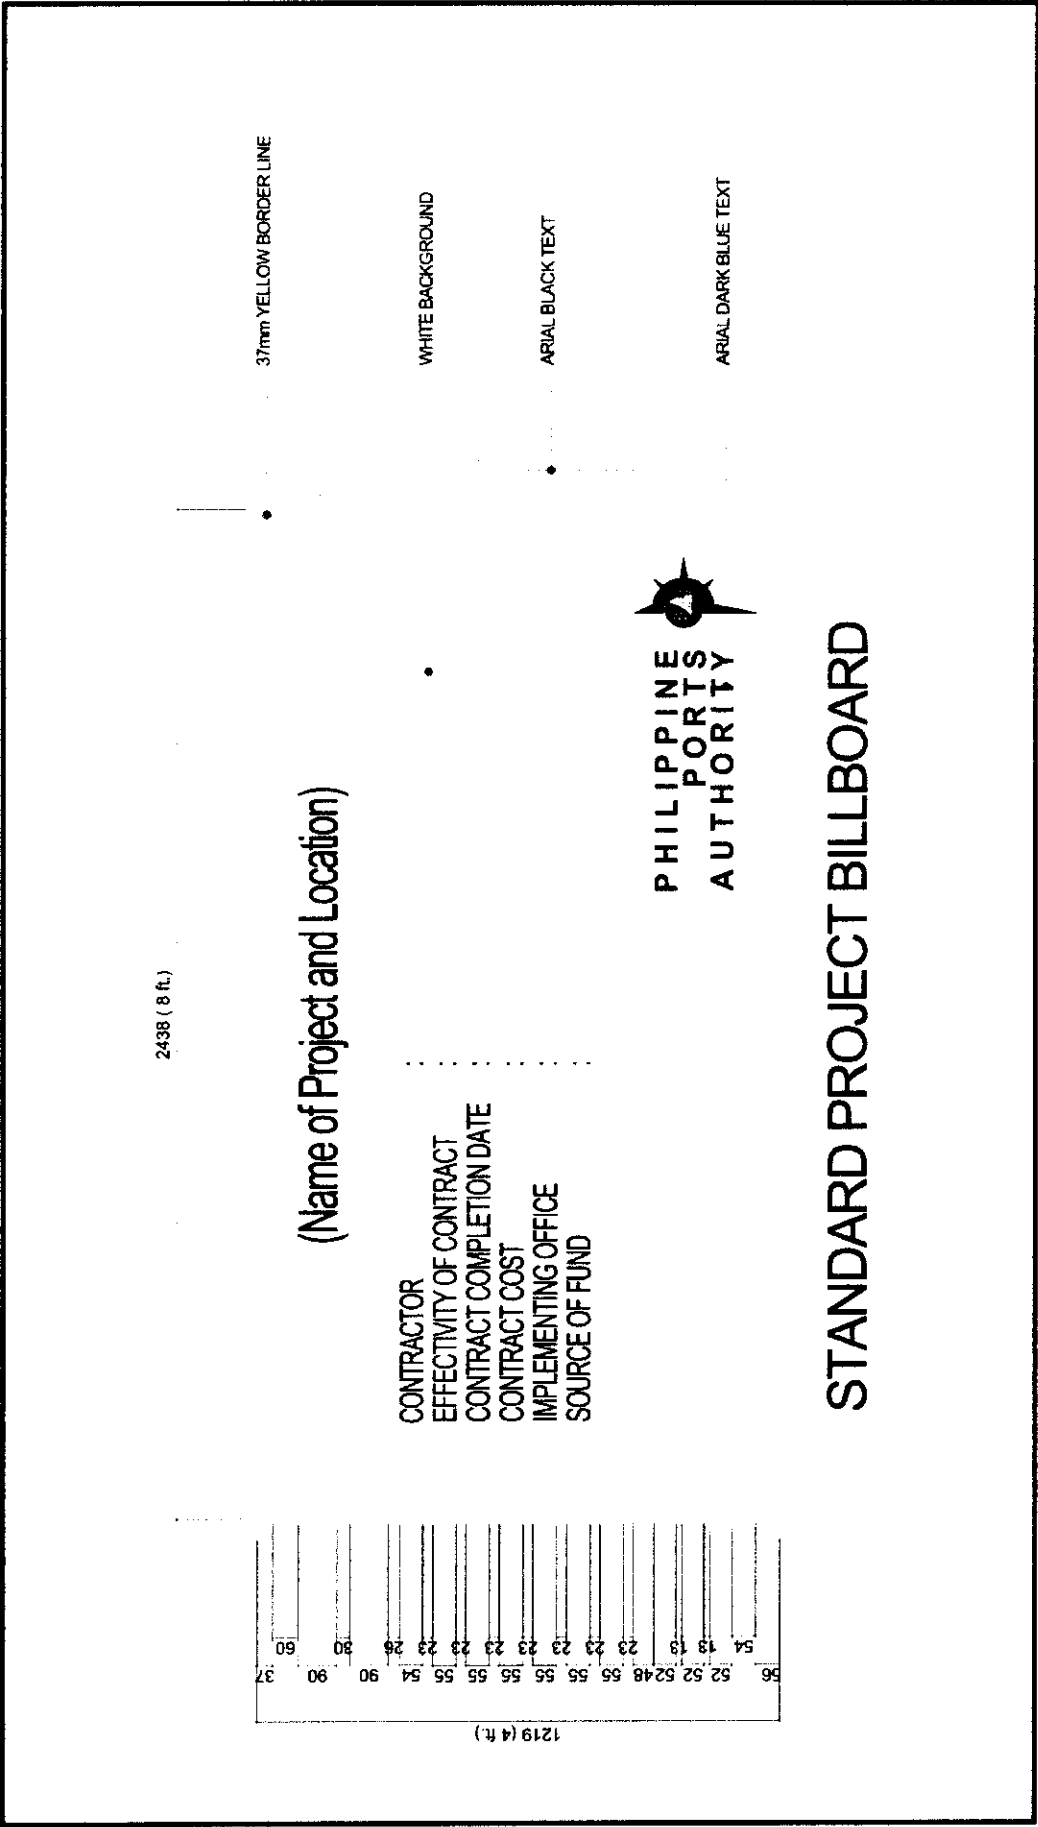 2438 ( 8 ft.)
37mm YELLOW BORDER LINE
(Name of Project and Location)
WHITE BACKGROUND
CONTRACTOR :
EFFECTIVITY OF CONTRACT :
CONTRACT COMPLETION DATE :
CONTRACT COST :
IMPLEMENTING OFFICE :
SOURCE OF FUND :
ARIAL BLACK TEXT
PHILIPPINE
PORTS
AUTHORITY
ARIAL DARK BLUE TEXT
1219 (4 ft.)
37
60
90
30
90
26
54
23
55
23
55
23
55
23
55
23
55
23
55
23
48
52
13
52
13
52
54
56
STANDARD PROJECT BILLBOARD